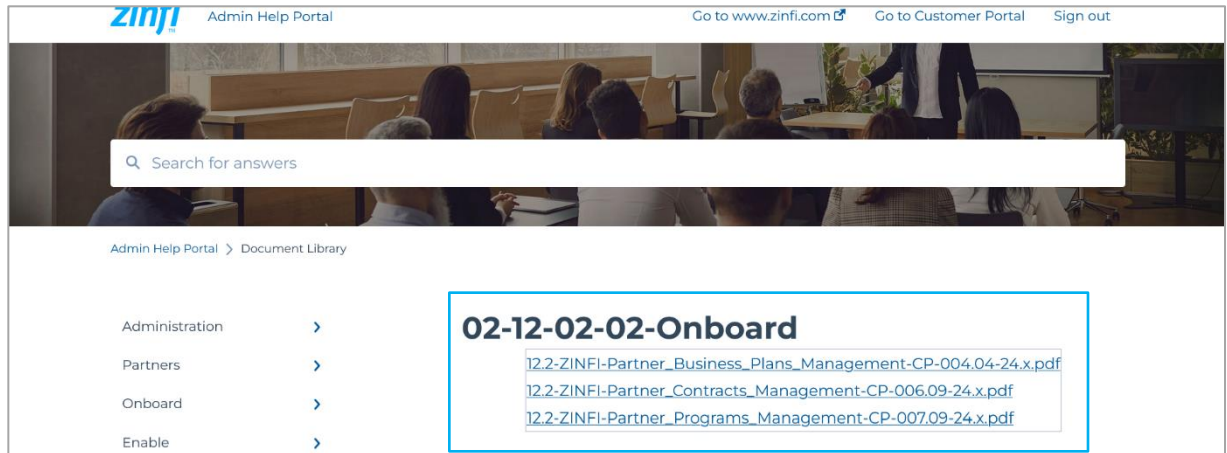 zinfi
Admin Help Portal
Go to www.zinfi.com
Go to Customer Portal
Sign out
Search for answers
Admin Help Portal > Document Library
Administration
Partners
Onboard
Enable
02-12-02-02-Onboard
12.2-ZINFI-Partner_Business_Plans_Management-CP-004.04-24.x.pdf
12.2-ZINFI-Partner_Contracts_Management-CP-006.09-24.x.pdf
12.2-ZINFI-Partner_Programs_Management-CP-007.09-24.x.pdf